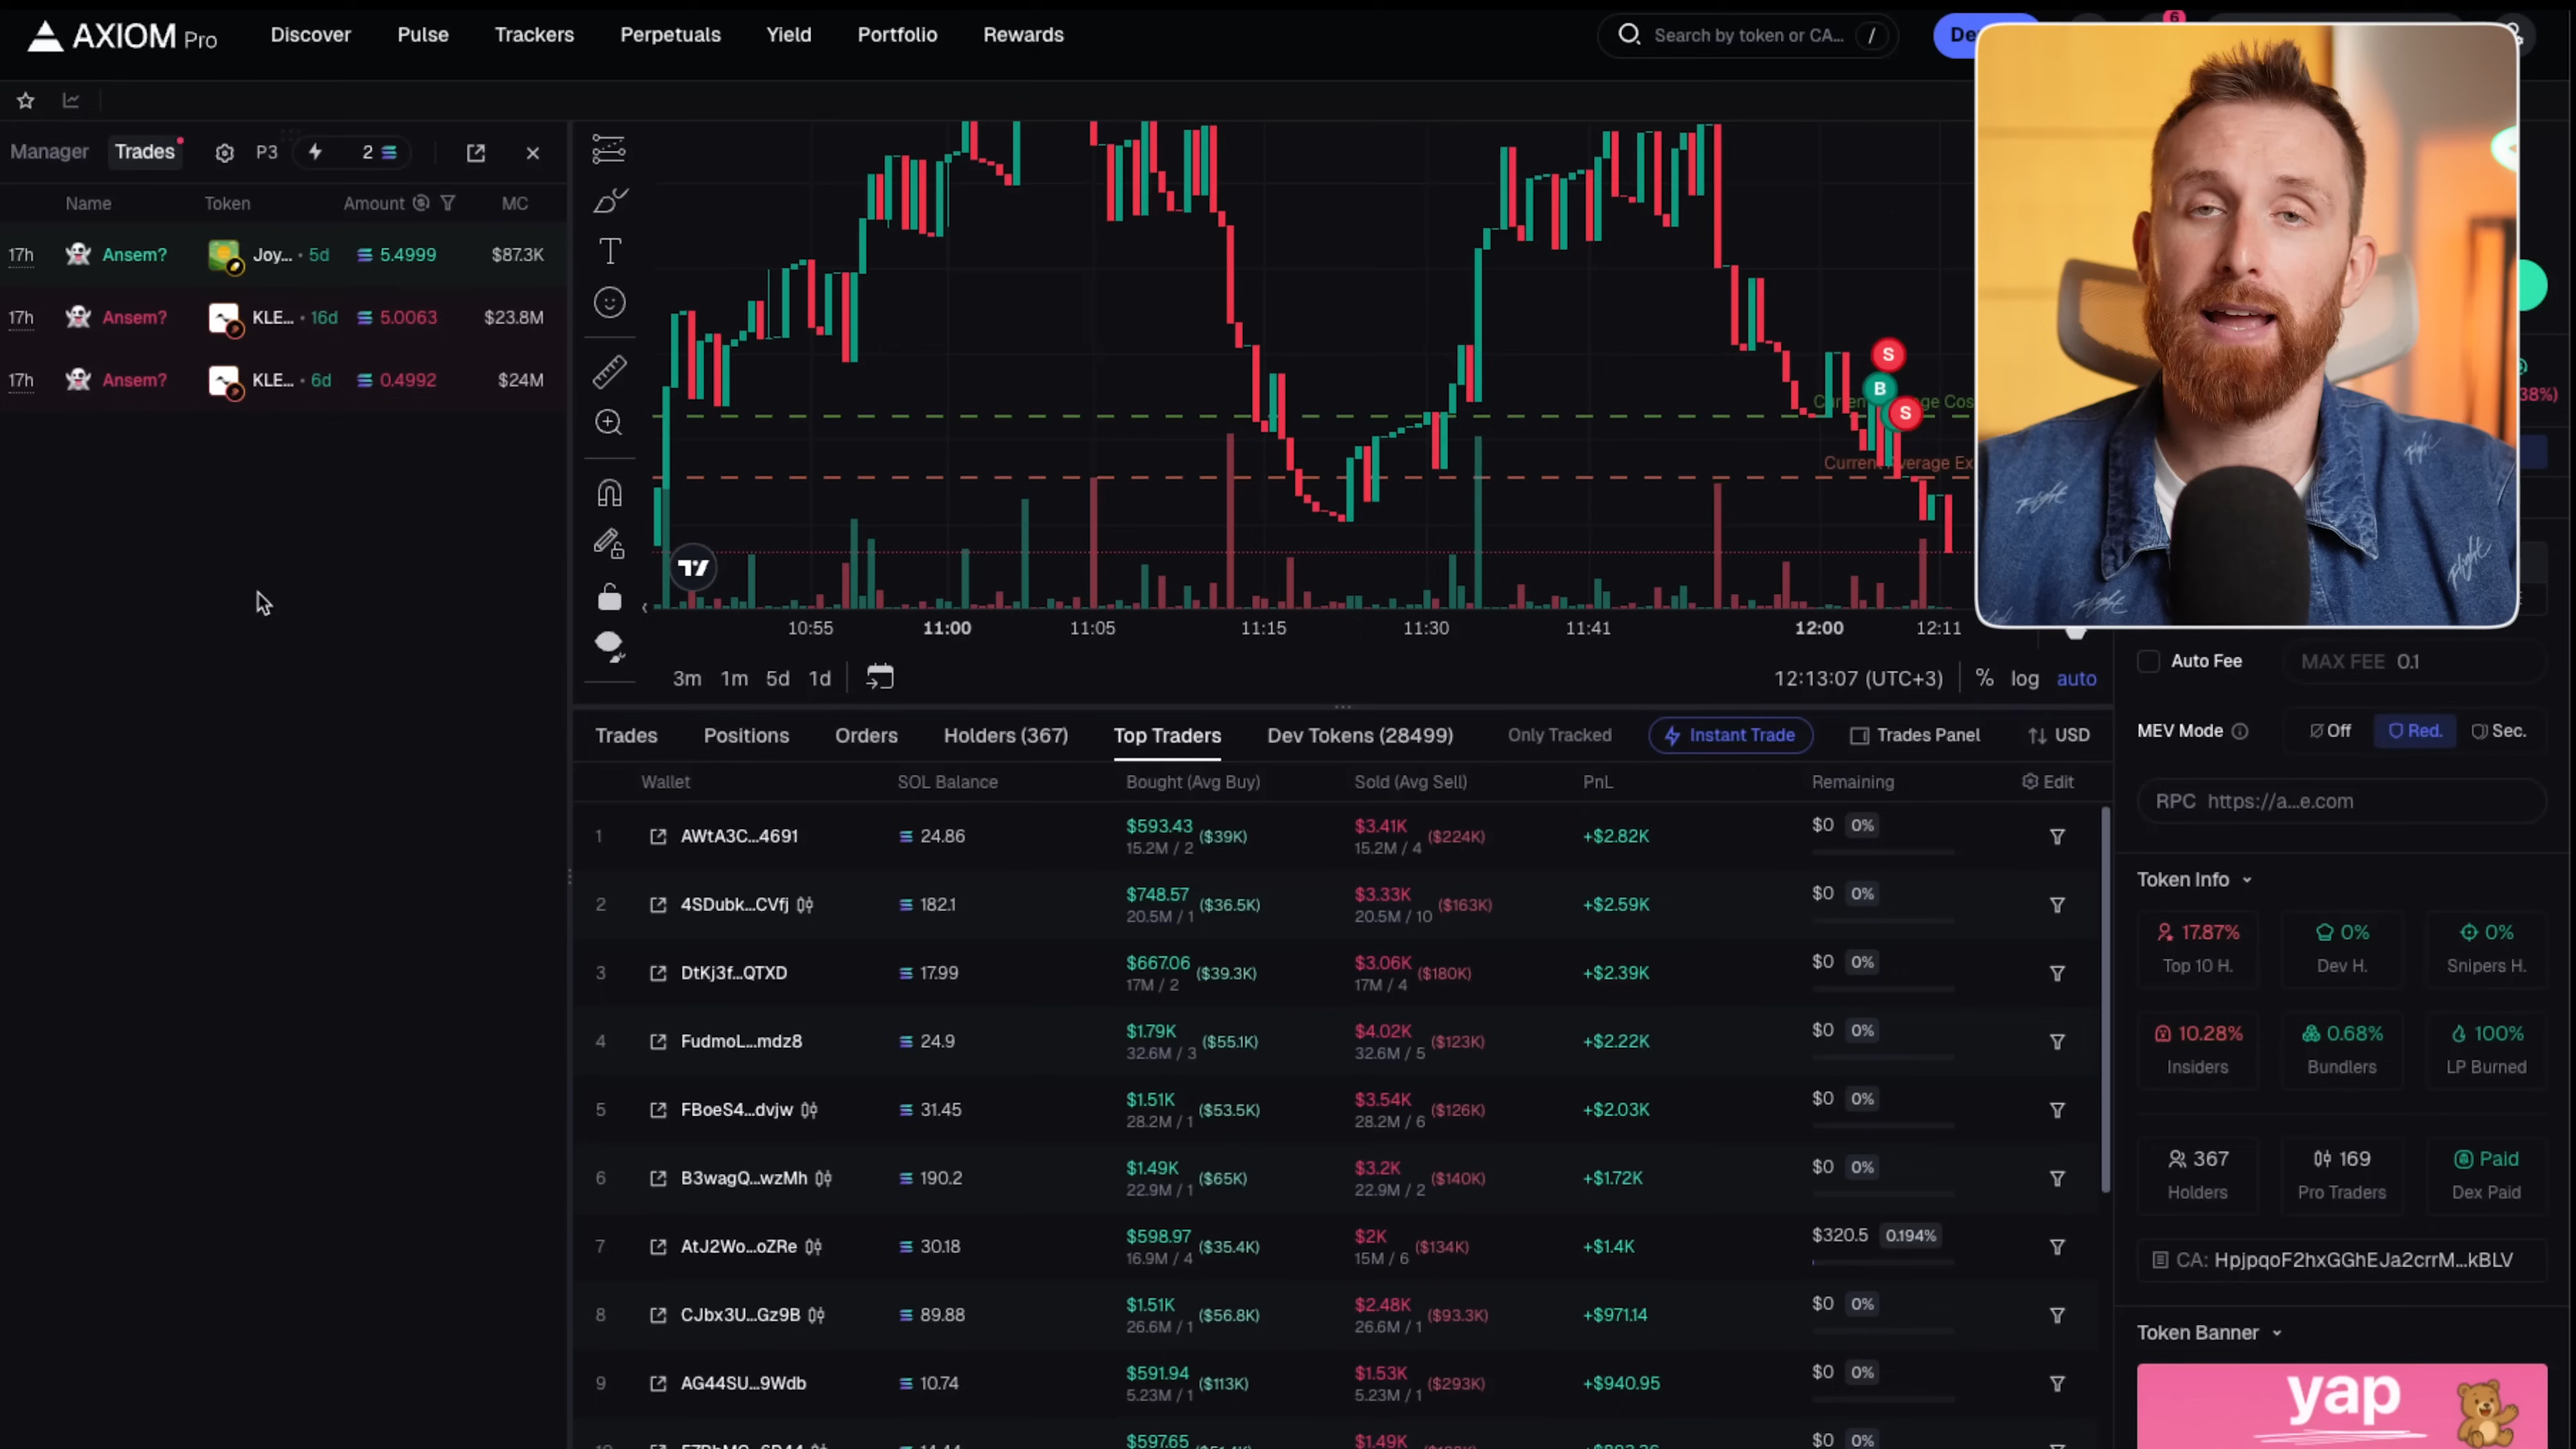 AXIOM Pro
Discover Pulse Trackers Perpetuals Yield Portfolio Rewards
Search by token or CA... /
6
Manager Trades P3 2
Name Token Amount MC
17h Ansem? Joy... • 5d 5.4999 $87.3K
17h Ansem? KLE... • 16d 5.0063 $23.8M
17h Ansem? KLE... • 6d 0.4992 $24M
S
B
S
38%)
10:55 11:00 11:05 11:15 11:30 11:41 12:00 12:11
3m 1m 5d 1d 12:13:07 (UTC+3) % log auto
Trades Positions Orders Holders (367) Top Traders Dev Tokens (28499) Only Tracked Instant Trade Trades Panel USD
Wallet SOL Balance Bought (Avg Buy) Sold (Avg Sell) PnL Remaining Edit
1 AWtA3C...4691 24.86 $593.43 ($39K) $3.41K ($224K) +$2.82K $0 0%
15.2M / 2 15.2M / 4
2 4SDubk...CVfj 182.1 $748.57 ($36.5K) $3.33K ($163K) +$2.59K $0 0%
20.5M / 1 20.5M / 10
3 DtKj3f...QTXD 17.99 $667.06 ($39.3K) $3.06K ($180K) +$2.39K $0 0%
17M / 2 17M / 4
4 FudmoL...mdz8 24.9 $1.79K ($55.1K) $4.02K ($123K) +$2.22K $0 0%
32.6M / 3 32.6M / 5
5 FBoeS4...dvjw 31.45 $1.51K ($53.5K) $3.54K ($126K) +$2.03K $0 0%
28.2M / 1 28.2M / 6
6 B3wagQ...wzMh 190.2 $1.49K ($65K) $3.2K ($140K) +$1.72K $0 0%
22.9M / 1 22.9M / 2
7 AtJ2Wo...oZRe 30.18 $598.97 ($35.4K) $2K ($134K) +$1.4K $320.5 0.194%
16.9M / 4 15M / 6
8 CJbx3U...Gz9B 89.88 $1.51K ($56.8K) $2.48K ($93.3K) +$971.14 $0 0%
26.6M / 1 26.6M / 1
9 AG44SU...9Wdb 10.74 $591.94 ($113K) $1.53K ($293K) +$940.95 $0 0%
5.23M / 1 5.23M / 1
$597.65 $1.49K $0 0%
Auto Fee MAX FEE 0.1
MEV Mode Off Red. Sec.
RPC https://a...e.com
Token Info
17.87% 0% 0%
Top 10 H. Dev H. Snipers H.
10.28% 0.68% 100%
Insiders Bundlers LP Burned
367 169 Paid
Holders Pro Traders Dex Paid
CA: HpjpqoF2hxGGhEJa2crrM...kBLV
Token Banner
yap
Flight
Flight
Flight
Flight